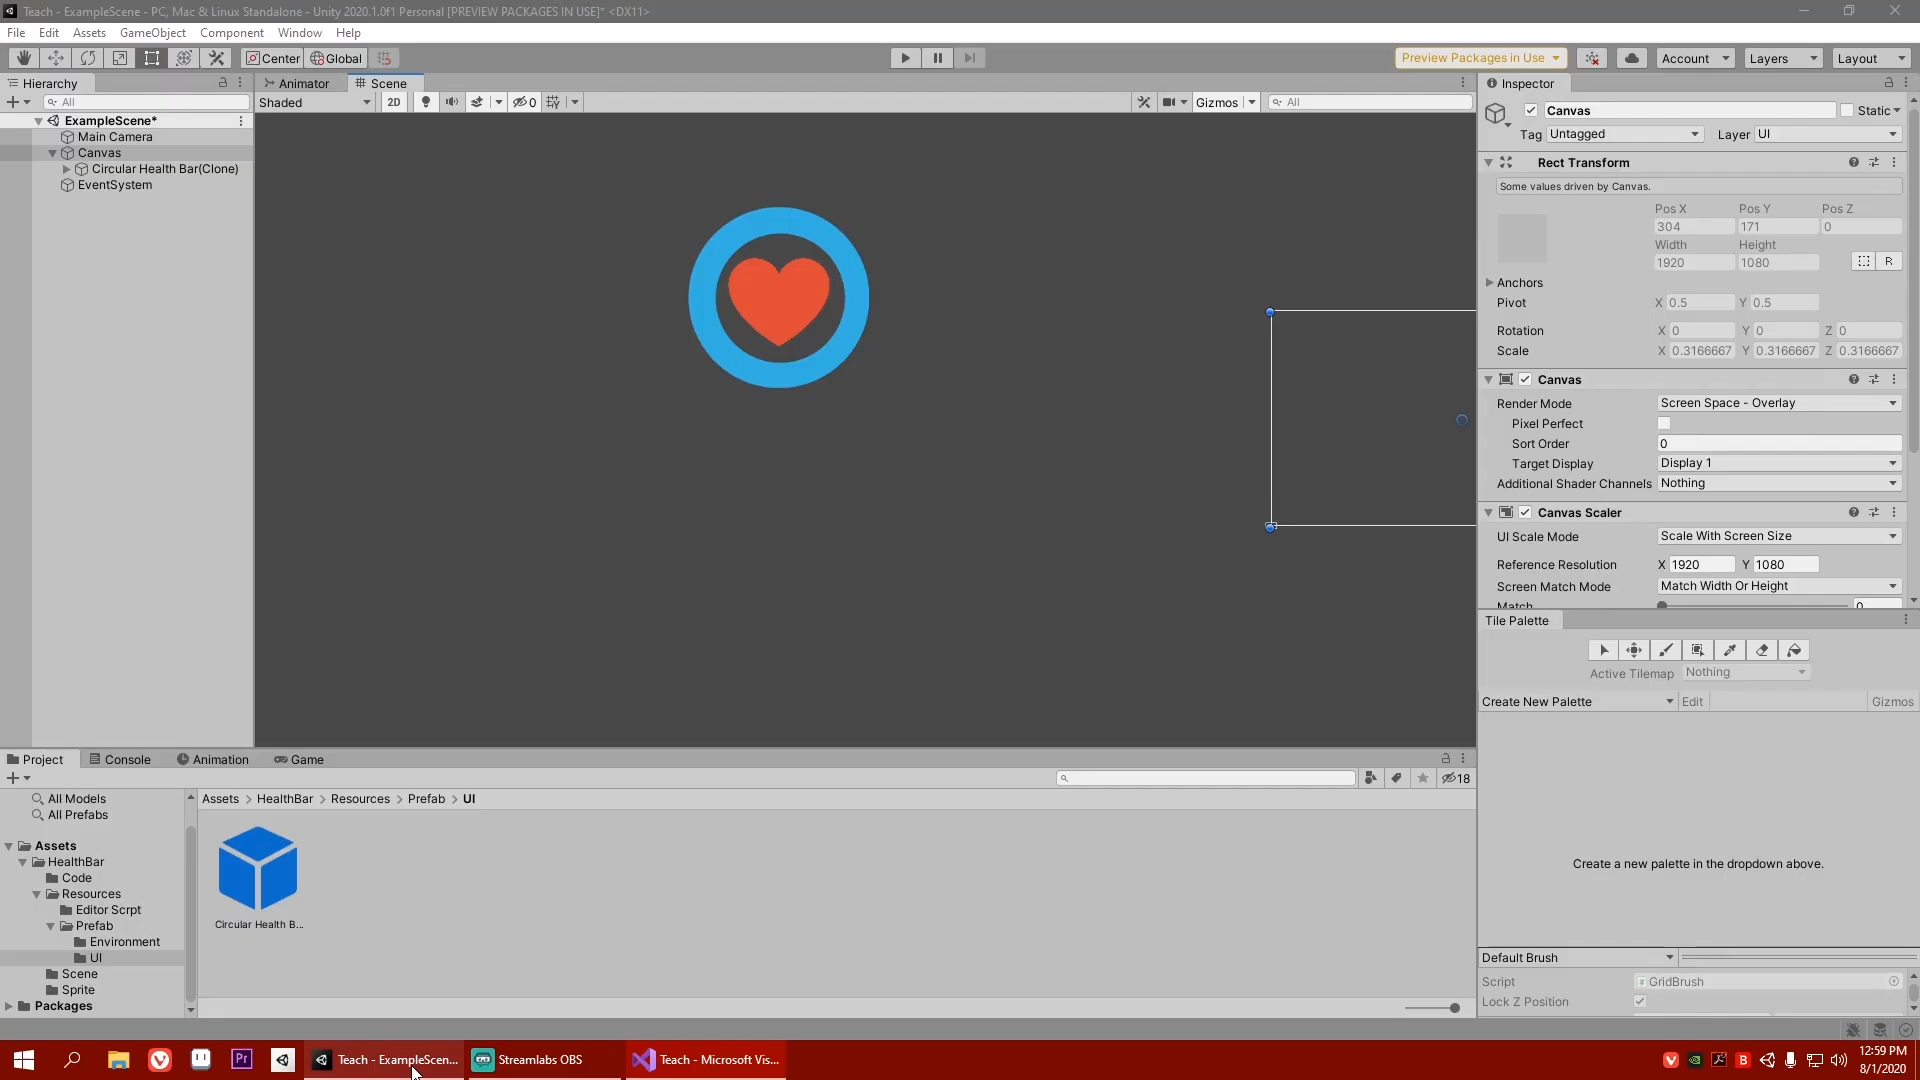 Teach - ExampleScene - PC, Mac & Linux Standalone - Unity 2020.1.0f1 Personal [PREVIEW PACKAGES IN USE]* <DX11>
File Edit Assets GameObject Component Window Help
Center Global Preview Packages in Use Account Layers Layout
Hierarchy
All
ExampleScene*
Main Camera
Canvas
Circular Health Bar(Clone)
EventSystem
Animator Scene
Shaded 2D 0 Gizmos All
Inspector
Canvas Static
Tag Untagged Layer UI
Rect Transform
Some values driven by Canvas.
Pos X Pos Y Pos Z
304 171 0
Width Height
1920 1080 R
Anchors
Pivot X 0.5 Y 0.5
Rotation X 0 Y 0 Z 0
Scale X 0.3166667 Y 0.3166667 Z 0.3166667
Canvas
Render Mode Screen Space - Overlay
Pixel Perfect
Sort Order 0
Target Display Display 1
Additional Shader Channels Nothing
Canvas Scaler
UI Scale Mode Scale With Screen Size
Reference Resolution X 1920 Y 1080
Screen Match Mode Match Width Or Height
Match 0
Tile Palette
Active Tilemap Nothing
Create New Palette Edit Gizmos
Create a new palette in the dropdown above.
Default Brush
Script #GridBrush
Lock Z Position
Project Console Animation Game
18
All Models
All Prefabs
Assets
HealthBar
Code
Resources
Editor Scrpt
Prefab
Environment
UI
Scene
Sprite
Packages
Assets > HealthBar > Resources > Prefab > UI
Circular Health B...
Pr Teach - ExampleScen... Streamlabs OBS Teach - Microsoft Vis... B
12:59 PM
8/1/2020